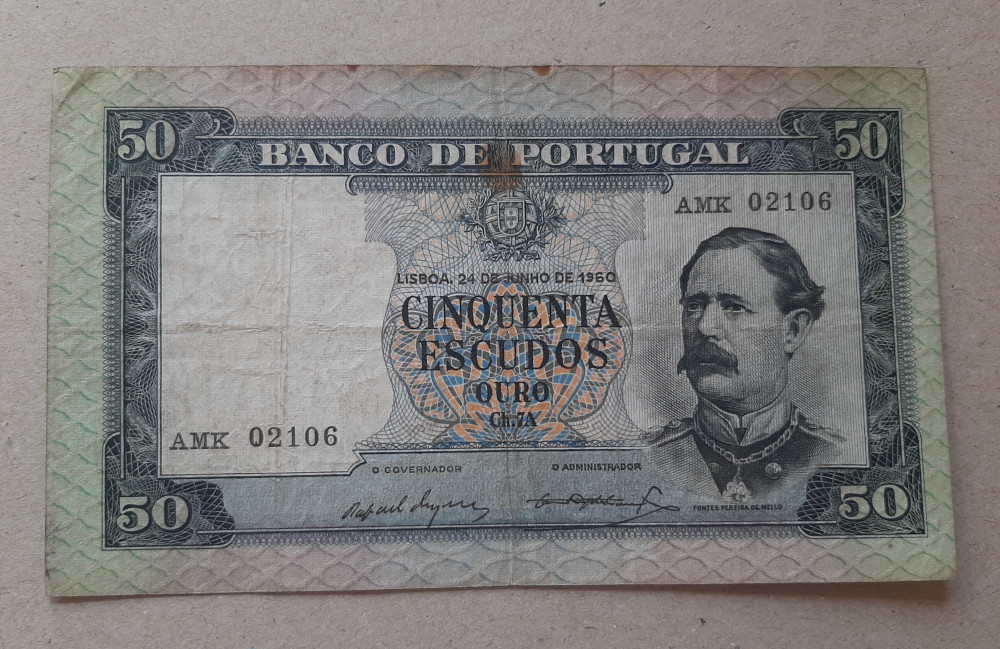 50 50
BANCO DE PORTUGAL
AMK 02106
LISBOA, 24 DE JUNHO DE 1960
CINQUENTA
ESCUDOS
OURO
Ch.7A
AMK 02106
O GOVERNADOR O ADMINISTRADOR
FONTES PEREIRA DE MELLO
50 50